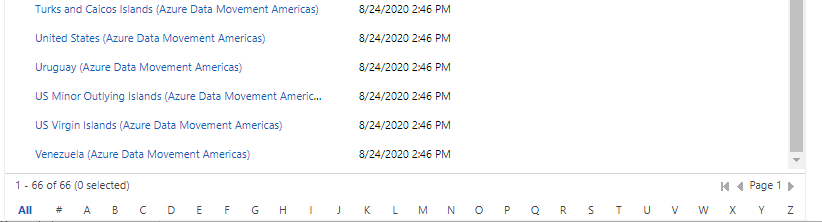 Turks and Caicos Islands (Azure Data Movement Americas) 8/24/2020 2:46 PM
United States (Azure Data Movement Americas) 8/24/2020 2:46 PM
Uruguay (Azure Data Movement Americas) 8/24/2020 2:46 PM
US Minor Outlying Islands (Azure Data Movement Americ... 8/24/2020 2:46 PM
US Virgin Islands (Azure Data Movement Americas) 8/24/2020 2:46 PM
Venezuela (Azure Data Movement Americas) 8/24/2020 2:46 PM
1 - 66 of 66 (0 selected) Page 1
All # A B C D E F G H I J K L M N O P Q R S T U V W X Y Z